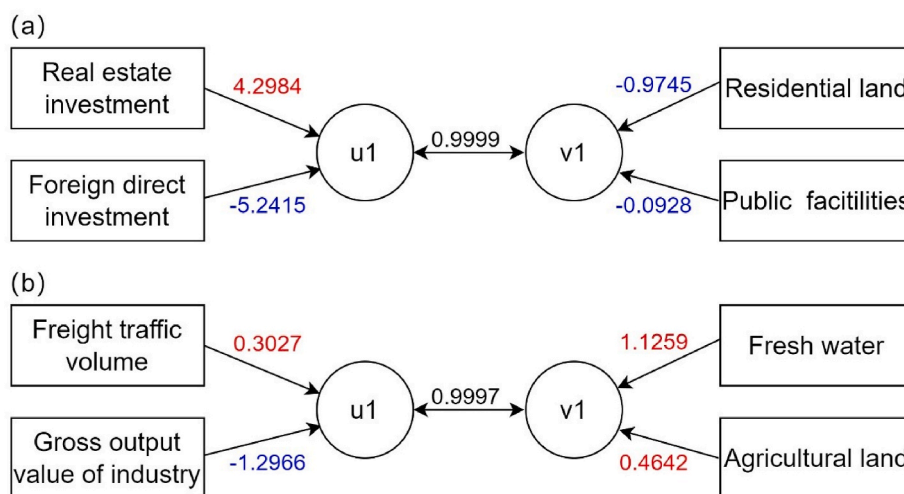 (a)
Real estate
investment
4.2984
Foreign direct
investment
-5.2415
u1
0.9999
v1
-0.9745
Residential land
-0.0928
Public facitilities
(b)
Freight traffic
volume
0.3027
Gross output
value of industry
-1.2966
u1
0.9997
v1
1.1259
Fresh water
0.4642
Agricultural land